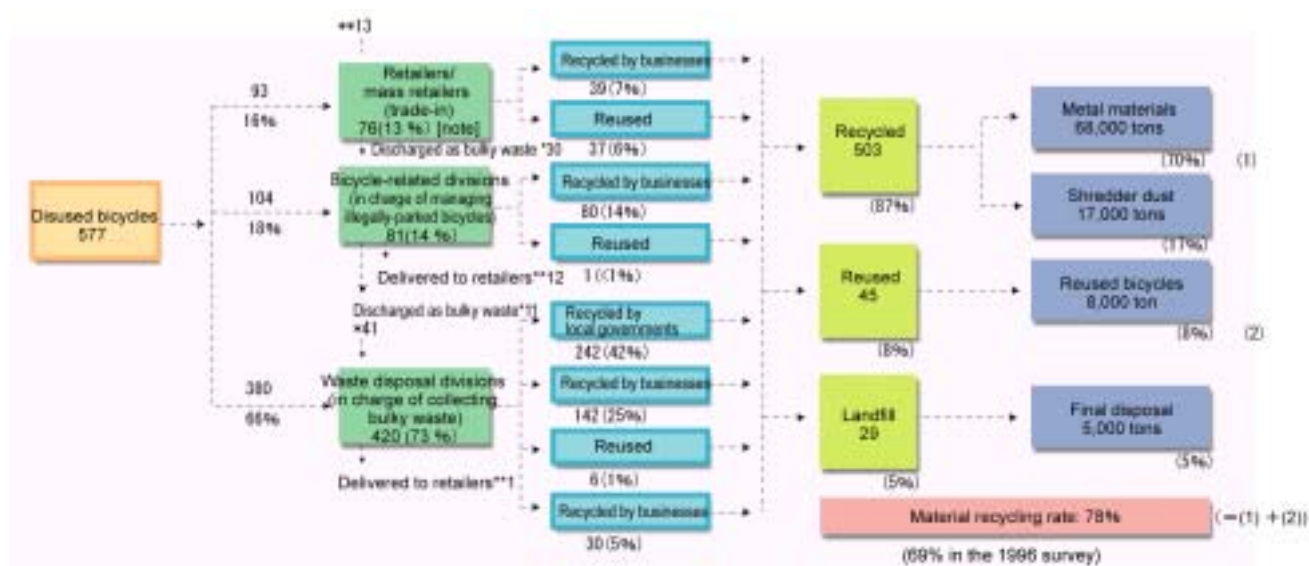 **13
Retailers/
mass retailers
(trade-in)
76(13 %) [note]
93
16%
Recycled by businesses
39(7%)
Reused
37(6%)
Discharged as bulky waste *30
Bicycle-related divisions
(in charge of managing
illegally-parked bicycles)
81(14 %)
104
18%
Recycled by businesses
80(14%)
Reused
1(<1%)
Delivered to retailers**12
Disused bicycles
577
Discharged as bulky waste*11
*41
Recycled by
local governments
242(42%)
Waste disposal divisions
(in charge of collecting
bulky waste)
420(73 %)
380
66%
Recycled by businesses
142(25%)
Reused
6(1%)
Delivered to retailers**1
Recycled by businesses
30(5%)
Recycled
503
(87%)
Reused
45
(8%)
Landfill
29
(5%)
Metal materials
68,000 tons
(70%)
(1)
Shredder dust
17,000 tons
(17%)
Reused bicycles
8,000 ton
(8%)
(2)
Final disposal
5,000 tons
(5%)
Material recycling rate: 78%
(=(1) +(2))
(69% in the 1996 survey)